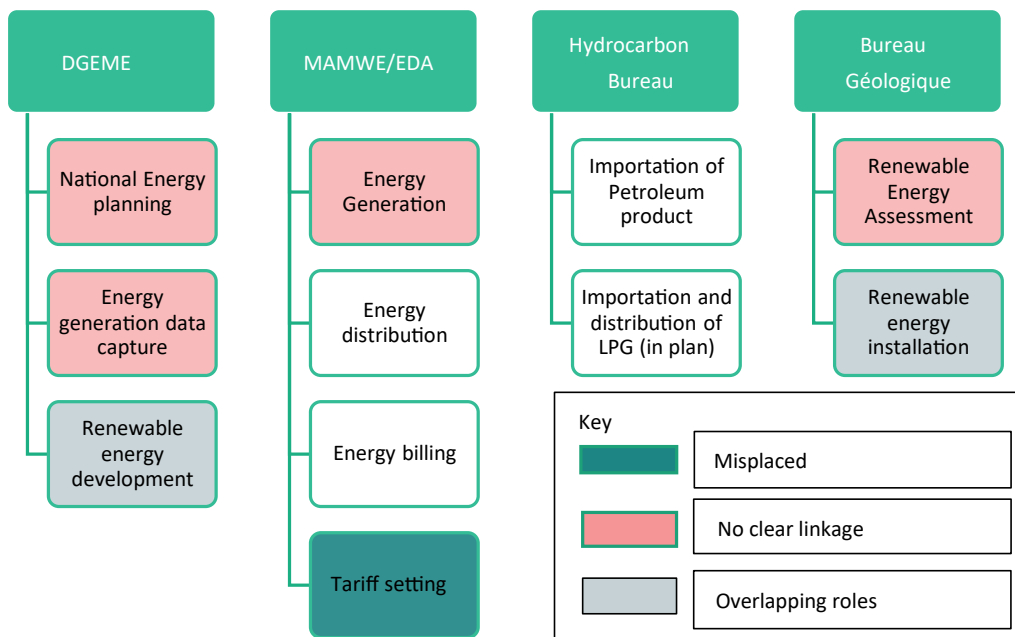 DGEME
National Energy
planning
Energy
generation data
capture
Renewable
energy
development
MAMWE/EDA
Energy
Generation
Energy
distribution
Energy billing
Tariff setting
Hydrocarbon
Bureau
Importation of
Petroleum
product
Importation and
distribution of
LPG (in plan)
Bureau
Géologique
Renewable
Energy
Assessment
Renewable
energy
installation
Key
Misplaced
No clear linkage
Overlapping roles